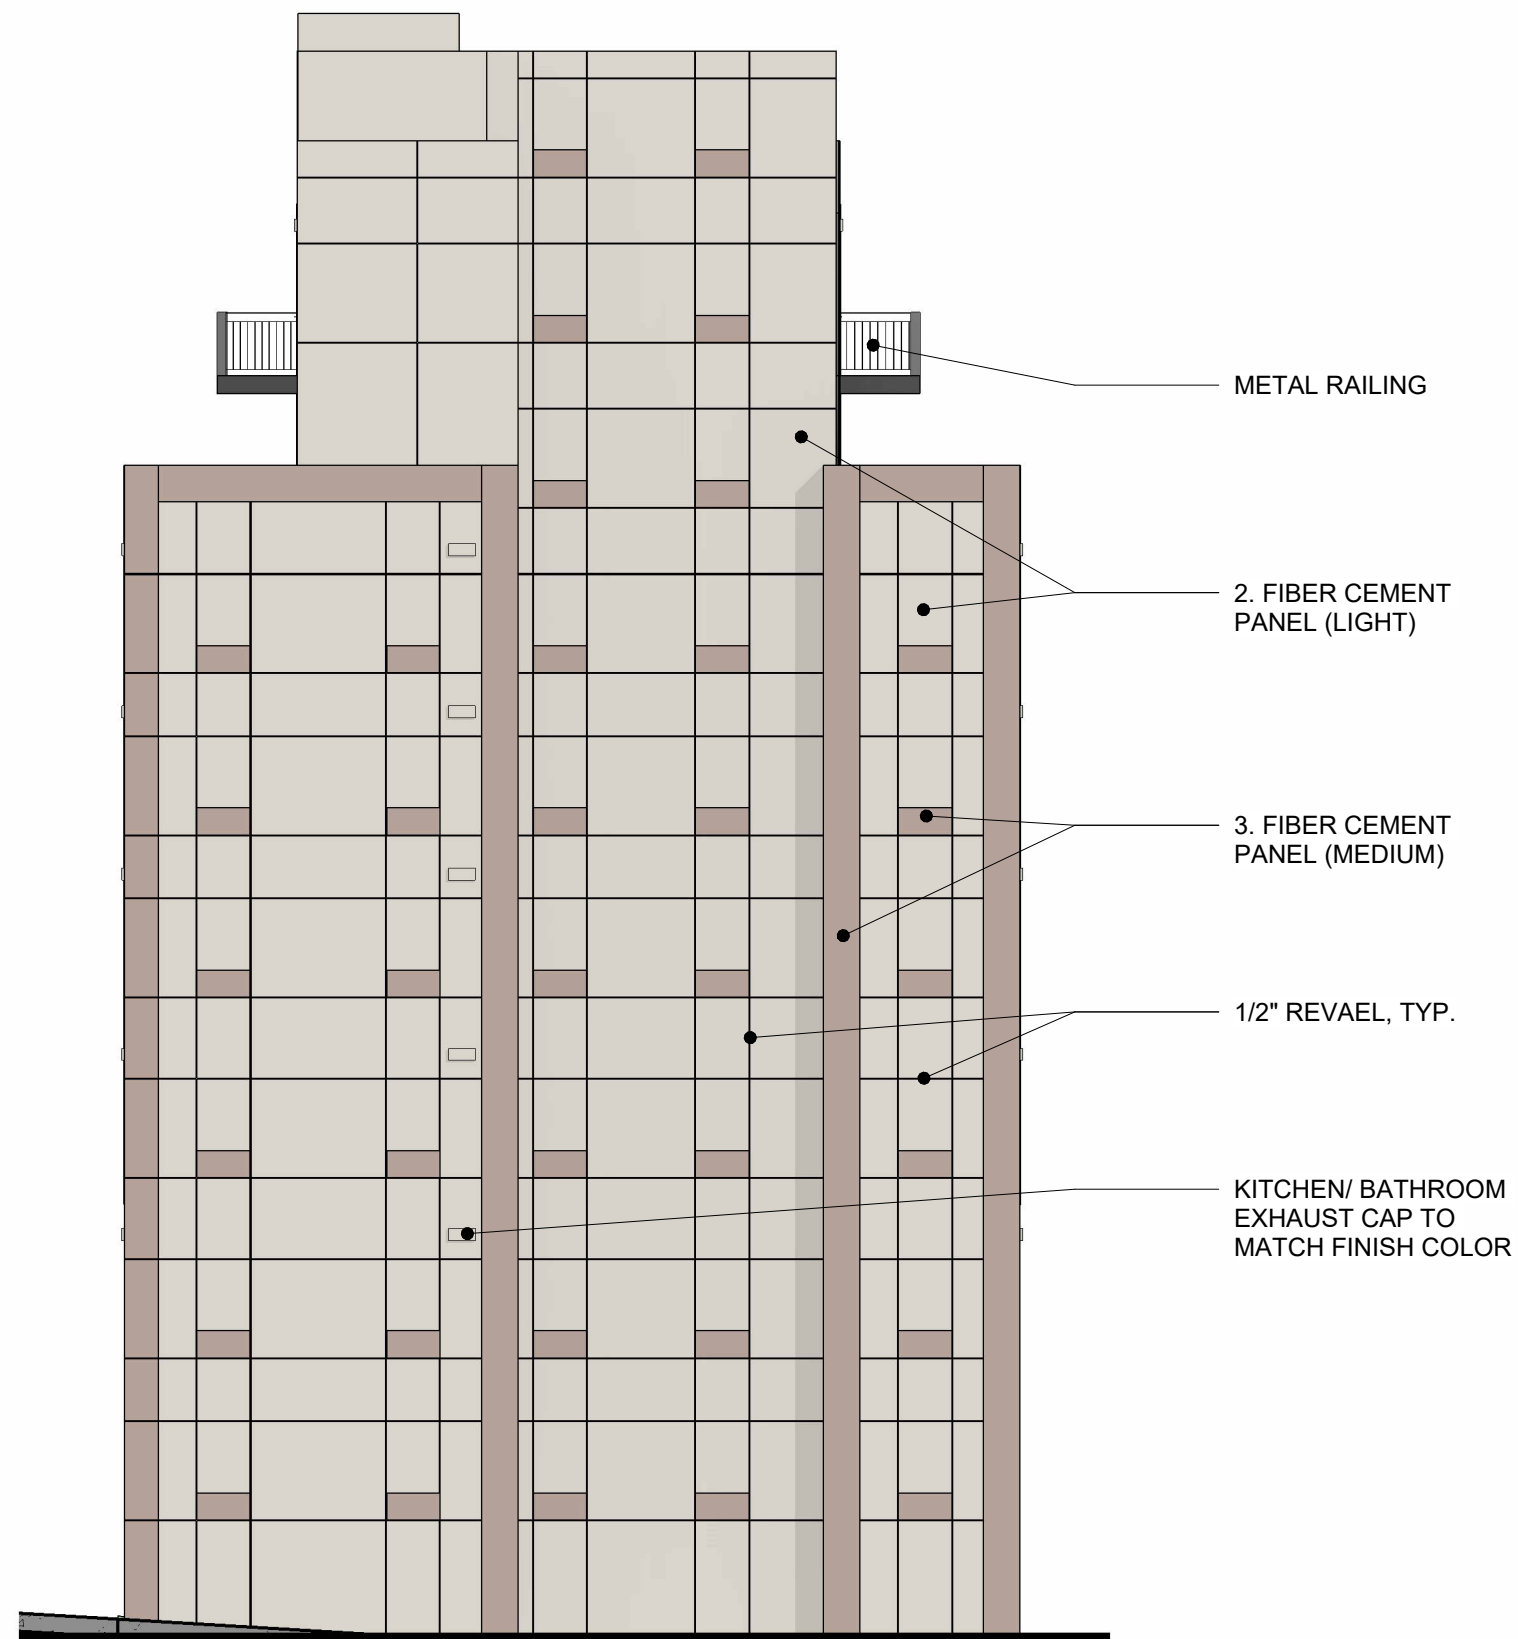 METAL RAILING
2. FIBER CEMENT
PANEL (LIGHT)
3. FIBER CEMENT
PANEL (MEDIUM)
1/2" REVAEL, TYP.
KITCHEN/ BATHROOM
EXHAUST CAP TO
MATCH FINISH COLOR